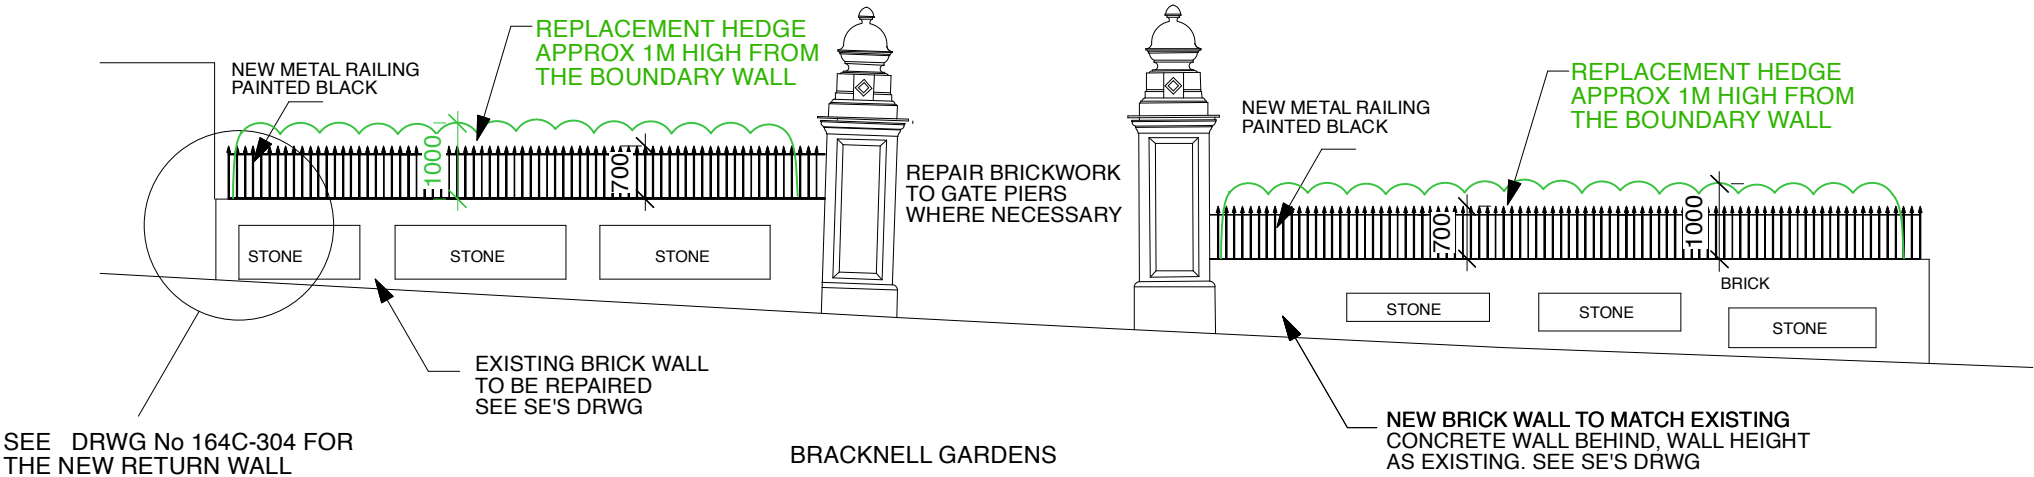 REPLACEMENT HEDGE
APPROX 1M HIGH FROM
THE BOUNDARY WALL
NEW METAL RAILING
PAINTED BLACK
1000
700
STONE
STONE
STONE
REPAIR BRICKWORK
TO GATE PIERS
WHERE NECESSARY
REPLACEMENT HEDGE
APPROX 1M HIGH FROM
THE BOUNDARY WALL
NEW METAL RAILING
PAINTED BLACK
700
1000
BRICK
STONE
STONE
STONE
EXISTING BRICK WALL
TO BE REPAIRED
SEE SE'S DRWG
SEE DRWG No 164C-304 FOR
THE NEW RETURN WALL
BRACKNELL GARDENS
NEW BRICK WALL TO MATCH EXISTING
CONCRETE WALL BEHIND, WALL HEIGHT
AS EXISTING. SEE SE'S DRWG